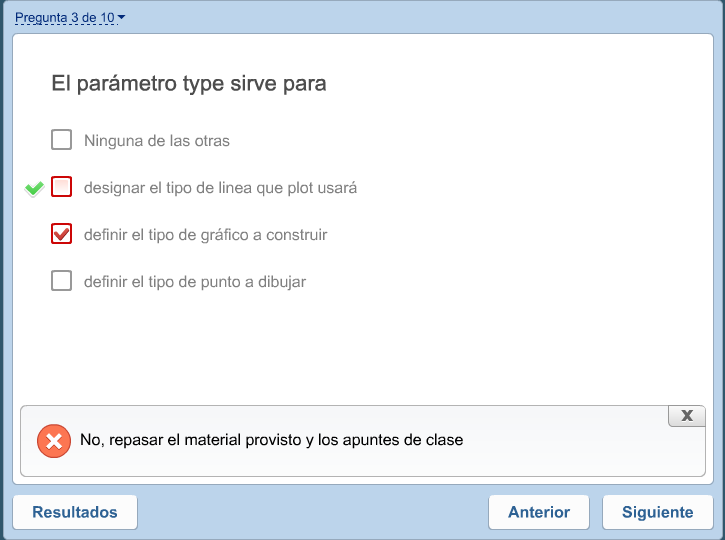 Pregunta 3 de 10
El parámetro type sirve para
Ninguna de las otras
designar el tipo de linea que plot usará
definir el tipo de gráfico a construir
definir el tipo de punto a dibujar
X
No, repasar el material provisto y los apuntes de clase
Resultados
Anterior
Siguiente